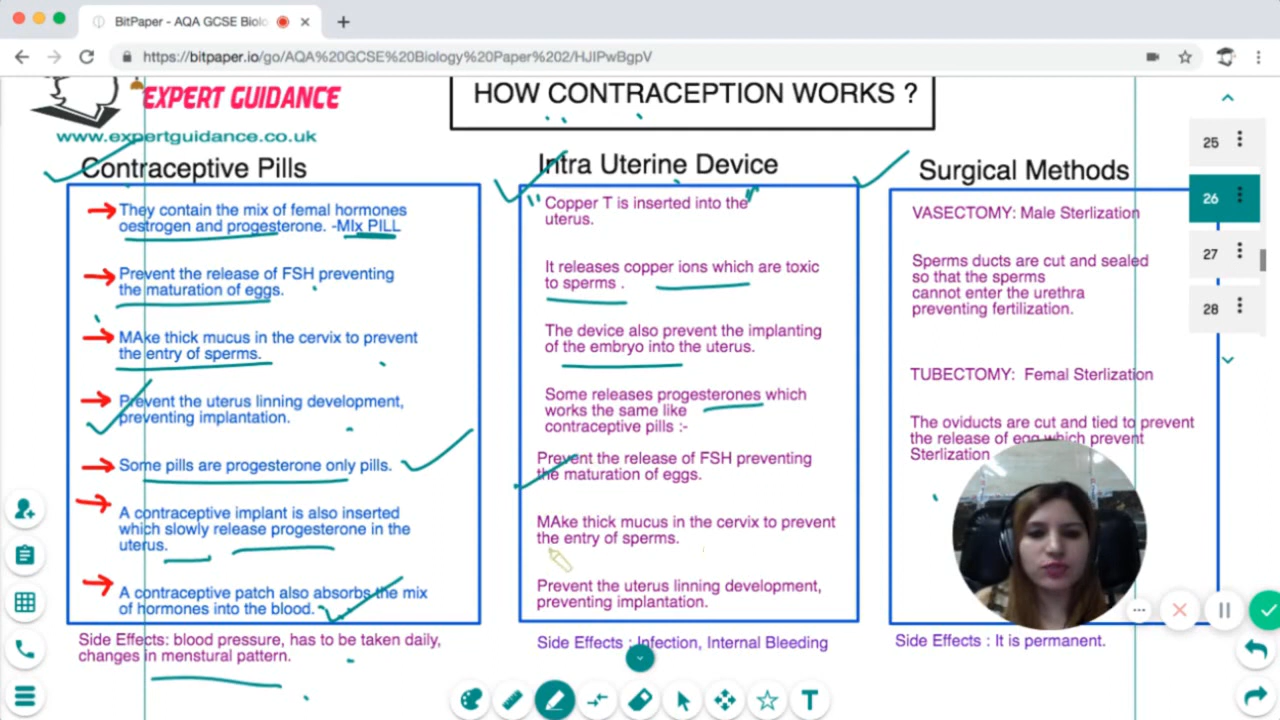 BitPaper - AQA GCSE Biolo
https://bitpaper.io/go/AQA%20GCSE%20Biology%20Paper%202/HJIPwBgpV
EXPERT GUIDANCE
www.expertguidance.co.uk
HOW CONTRACEPTION WORKS ?
Contraceptive Pills
They contain the mix of femal hormones
oestrogen and progesterone. -MIx PILL
Prevent the release of FSH preventing
the maturation of eggs.
MAke thick mucus in the cervix to prevent
the entry of sperms.
Prevent the uterus linning development,
preventing implantation.
Some pills are progesterone only pills.
A contraceptive implant is also inserted
which slowly release progesterone in the
uterus.
A contraceptive patch also absorbs the mix
of hormones into the blood.
Side Effects: blood pressure, has to be taken daily,
changes in menstural pattern.
Intra Uterine Device
Copper T is inserted into the
uterus.
It releases copper ions which are toxic
to sperms .
The device also prevent the implanting
of the embryo into the uterus.
Some releases progesterones which
works the same like
contraceptive pills :-
Prevent the release of FSH preventing
the maturation of eggs.
MAke thick mucus in the cervix to prevent
the entry of sperms.
Prevent the uterus linning development,
preventing implantation.
Side Effects : Infection, Internal Bleeding
Surgical Methods
VASECTOMY: Male Sterlization
Sperms ducts are cut and sealed
so that the sperms
cannot enter the urethra
preventing fertilization.
TUBECTOMY: Femal Sterlization
The oviducts are cut and tied to prevent
the release of egg which prevent
Sterlization
Side Effects : It is permanent.
25
26
27
28
T